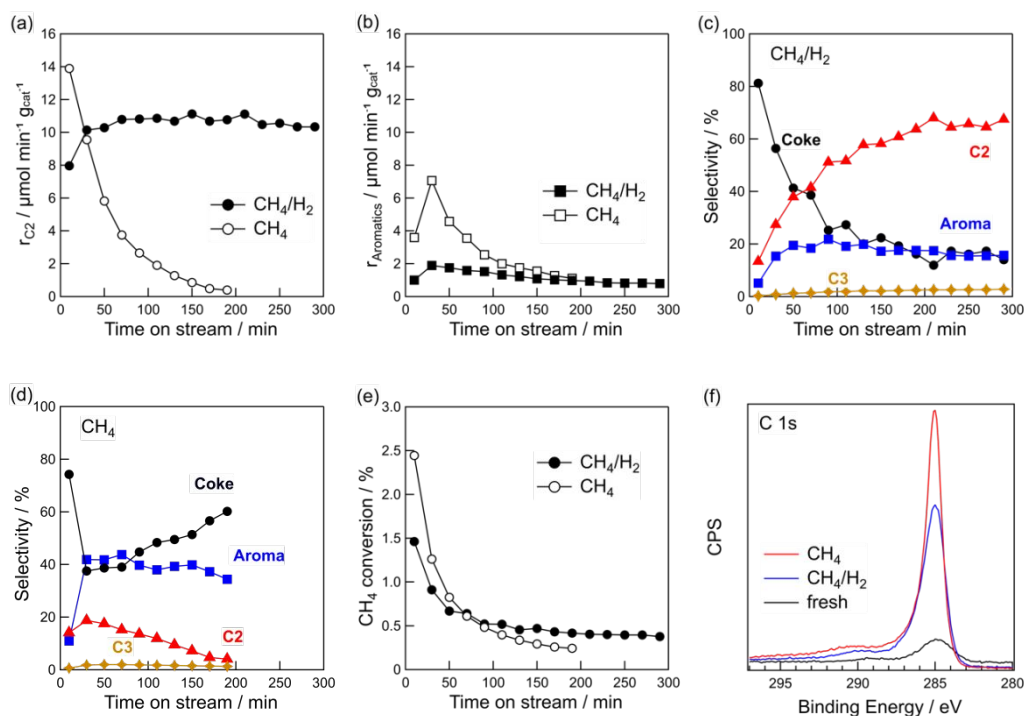 (a)
16
14
12
10
8
6
4
2
0
0 50 100 150 200 250 300
r_C2 / μmol min⁻¹ g_cat⁻¹
Time on stream / min
CH₄/H₂
CH₄
(b)
16
14
12
10
8
6
4
2
0
0 50 100 150 200 250 300
r_Aromatics / μmol min⁻¹ g_cat⁻¹
Time on stream / min
CH₄/H₂
CH₄
(c)
100
80
60
40
20
0
0 50 100 150 200 250 300
Selectivity / %
Time on stream / min
CH₄/H₂
Coke
C2
Aroma
C3
(d)
100
80
60
40
20
0
0 50 100 150 200 250 300
Selectivity / %
Time on stream / min
CH₄
Coke
Aroma
C2
C3
(e)
3.0
2.5
2.0
1.5
1.0
0.5
0.0
0 50 100 150 200 250 300
CH₄ conversion / %
Time on stream / min
CH₄/H₂
CH₄
(f)
C 1s
CPS
CH₄
CH₄/H₂
fresh
295 290 285 280
Binding Energy / eV